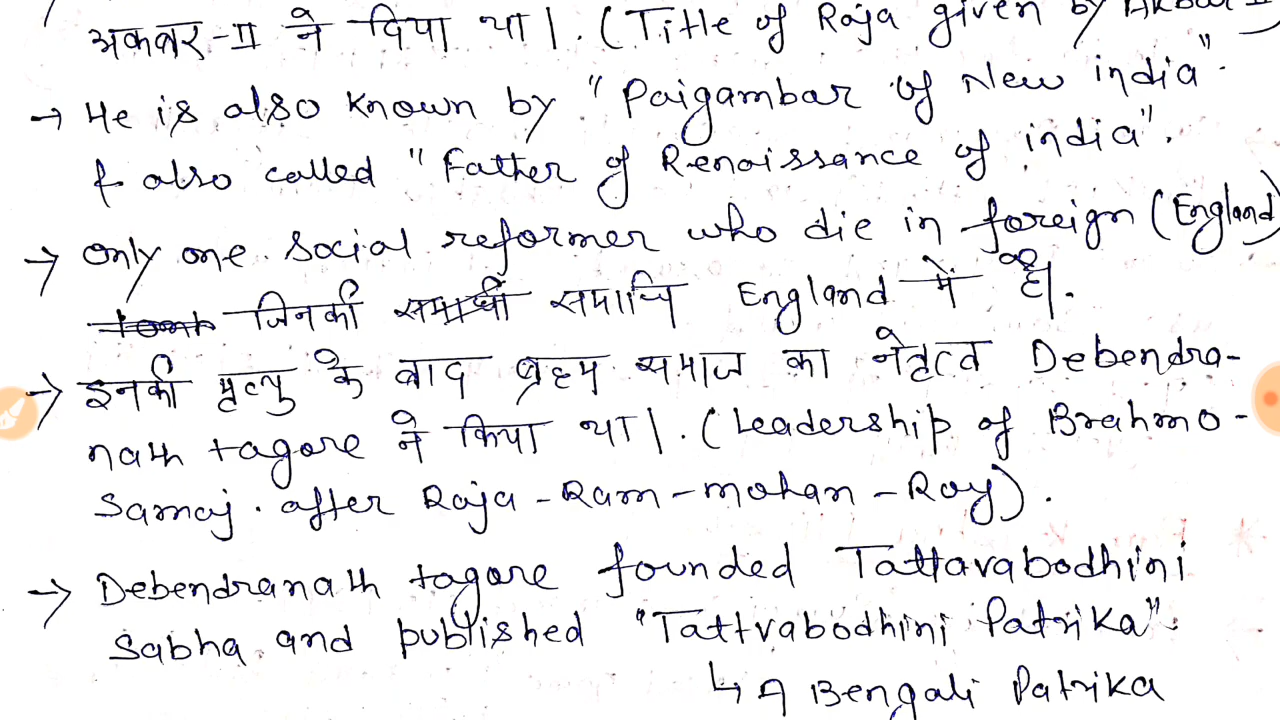 अकबर-II ने दिया था|. (Title of Raja given by Akbar II)
→ He is also known by "Paigambar of New india".
& also called "Father of Renaissance of india".
→ Only one social reformer who die in foreign (England)
जिनकी समाधी समाधि England में है|.
→ इनकी मृत्यु के बाद ब्रह्म समाज का नेतृत्व Debendra-
nath tagore ने किया था|. (Leadership of Brahmo-
Samaj. after Raja-Ram-mohan-Roy).
→ Debendranath tagore founded Tattavabodhini
Sabha and published "Tattvabodhini Patrika".
↳ A Bengali Patrika